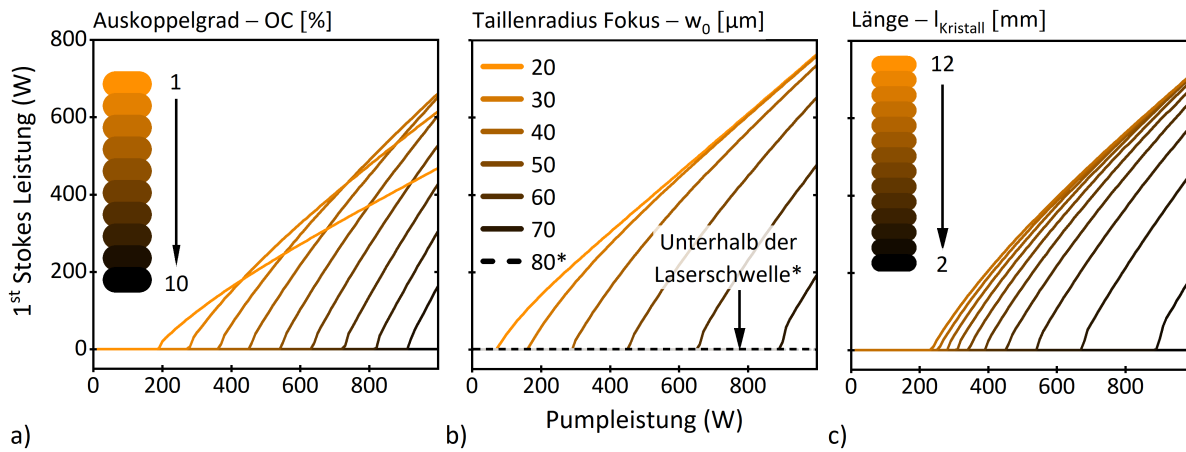 Auskoppelgrad – OC [%]
Taillenradius Fokus – w₀ [µm]
Länge – l_Kristall [mm]
1st Stokes Leistung (W)
800
600
400
200
0
1
10
0 200 400 600 800
a)
20
30
40
50
60
70
80*
Unterhalb der
Laserschwelle*
0 200 400 600 800
Pumpleistung (W)
b)
12
2
0 200 400 600 800
c)